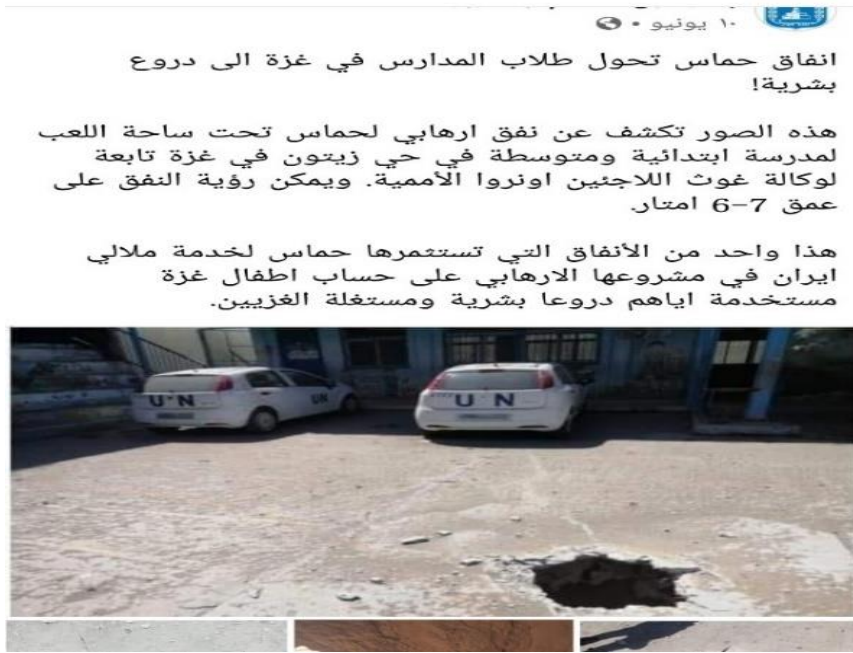 ١٠ يونيو •
انفاق حماس تحول طلاب المدارس في غزة الى دروع
بشرية!
هذه الصور تكشف عن نفق ارهابي لحماس تحت ساحة اللعب
لمدرسة ابتدائية ومتوسطة في حي زيتون في غزة تابعة
لوكالة غوث اللاجئين اونروا الأممية. ويمكن رؤية النفق على
عمق 7-6 امتار.
هذا واحد من الأنفاق التي تستثمرها حماس لخدمة ملالي
ايران في مشروعها الارهابي على حساب اطفال غزة
مستخدمة اياهم دروعا بشرية ومستغلة الغزيين.
UN
UN
UN